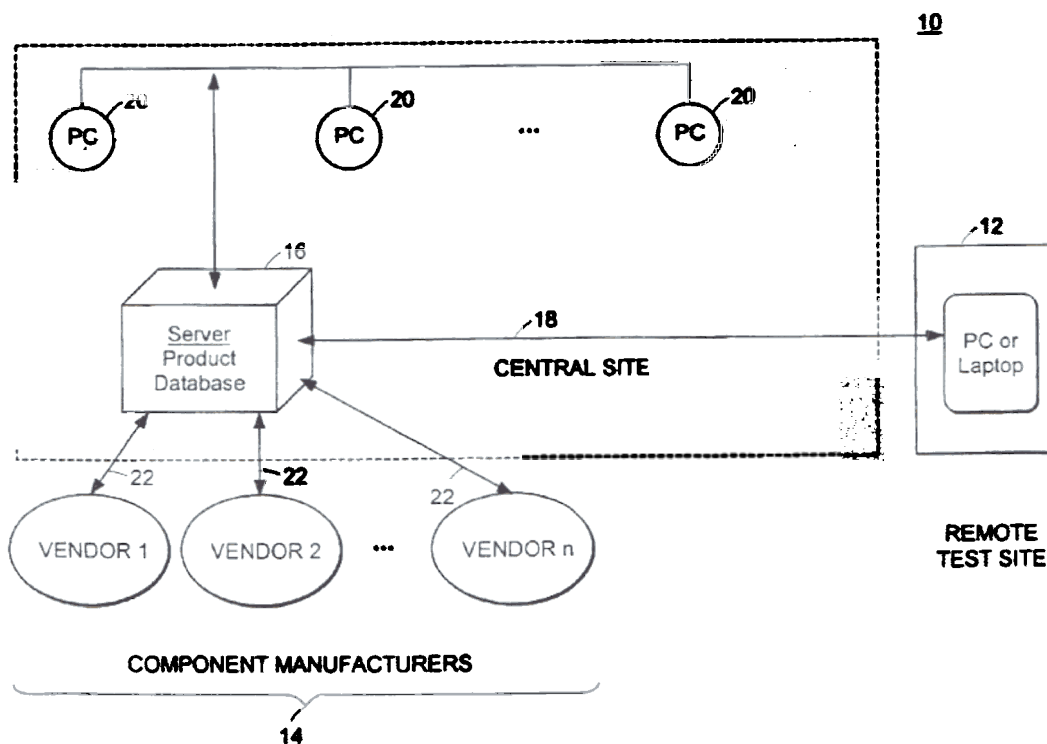 10
20 20 20
PC PC ... PC
12
16
18
Server
Product
Database
PC or
Laptop
CENTRAL SITE
22 22 22
VENDOR 1 VENDOR 2 ... VENDOR n
REMOTE
TEST SITE
COMPONENT MANUFACTURERS
14